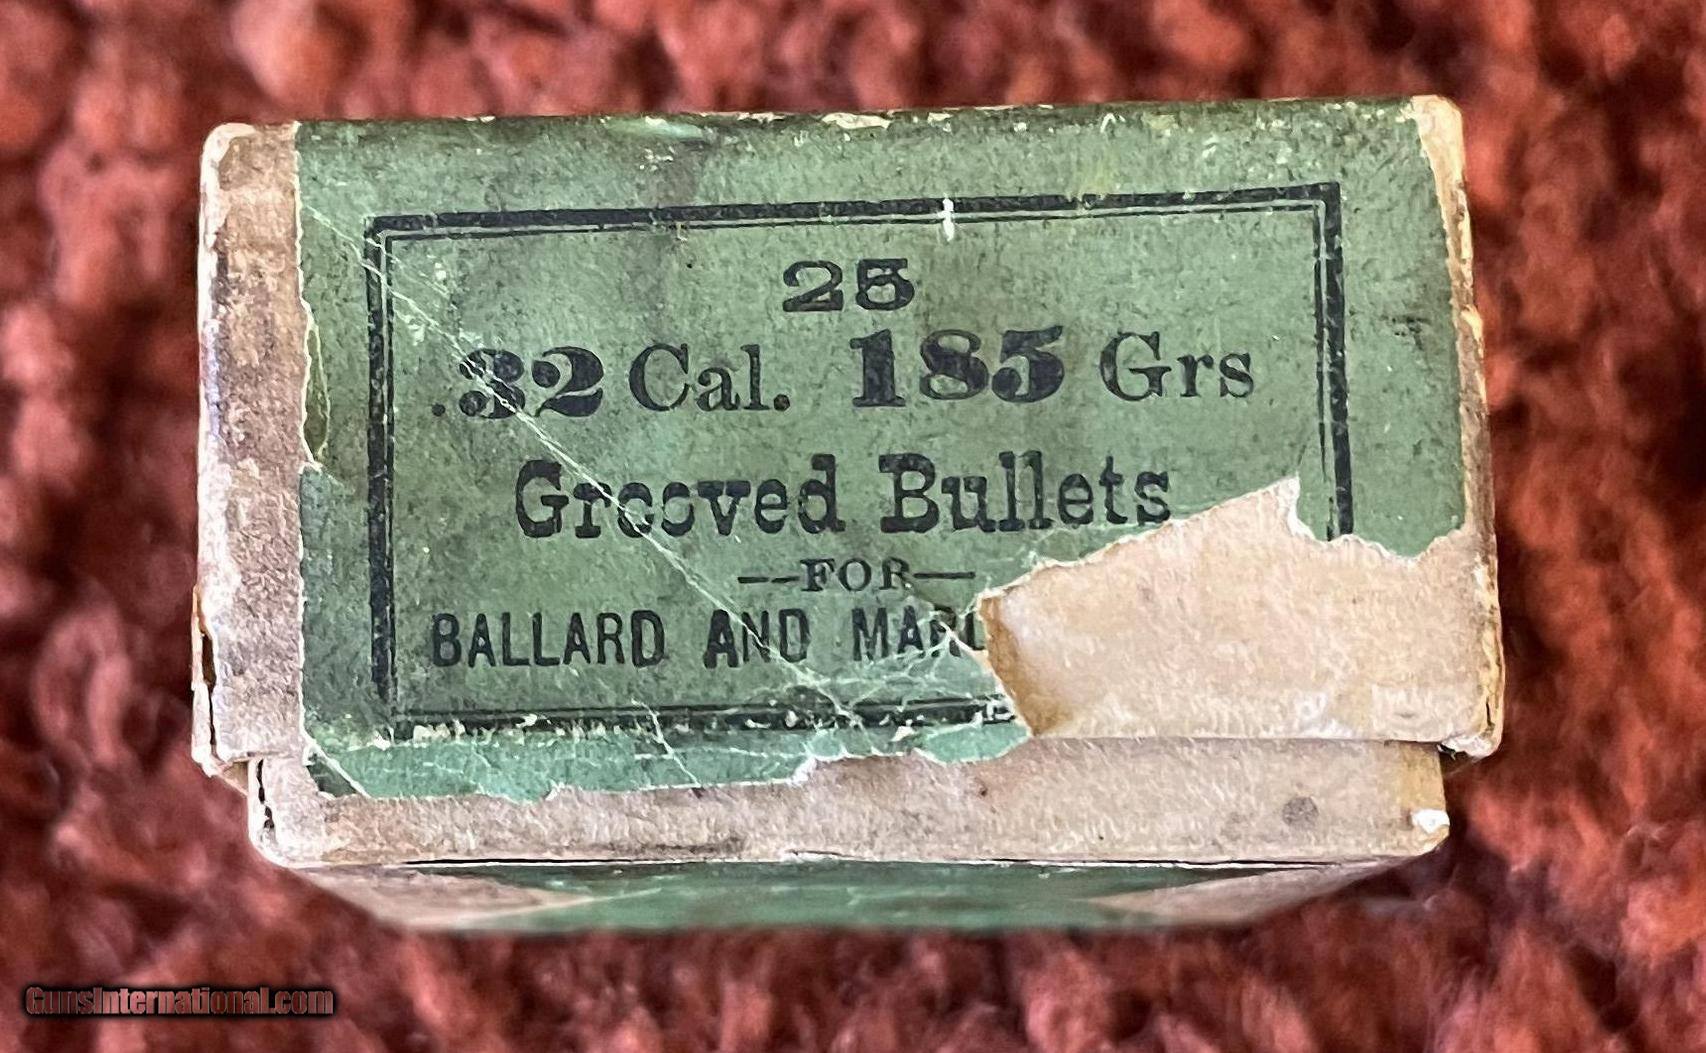 25
.32 Cal. 185 Grs
Grooved Bullets
--FOR—
BALLARD AND
GunsInternational.com